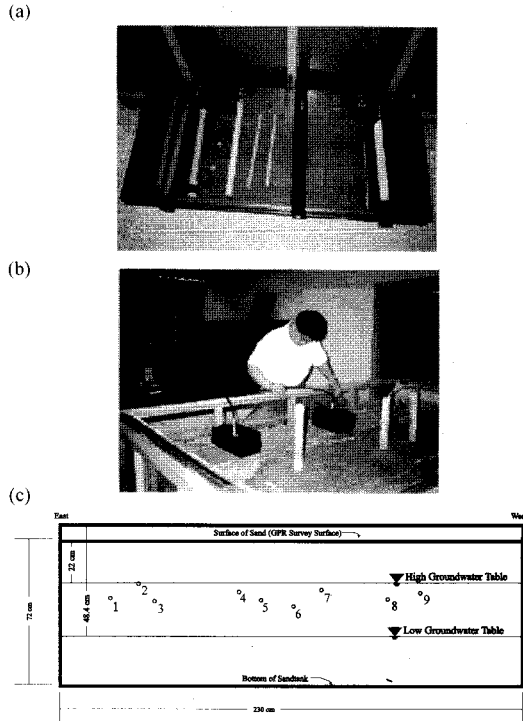 (a)
(b)
(c)
East
Wes
Surface of Sand (GPR Survey Surface)
22 cm
72 cm
48.4 cm
High Groundwater Table
1
2
3
4
5
6
7
8
9
Low Groundwater Table
Bottom of Sandtank
230 cm